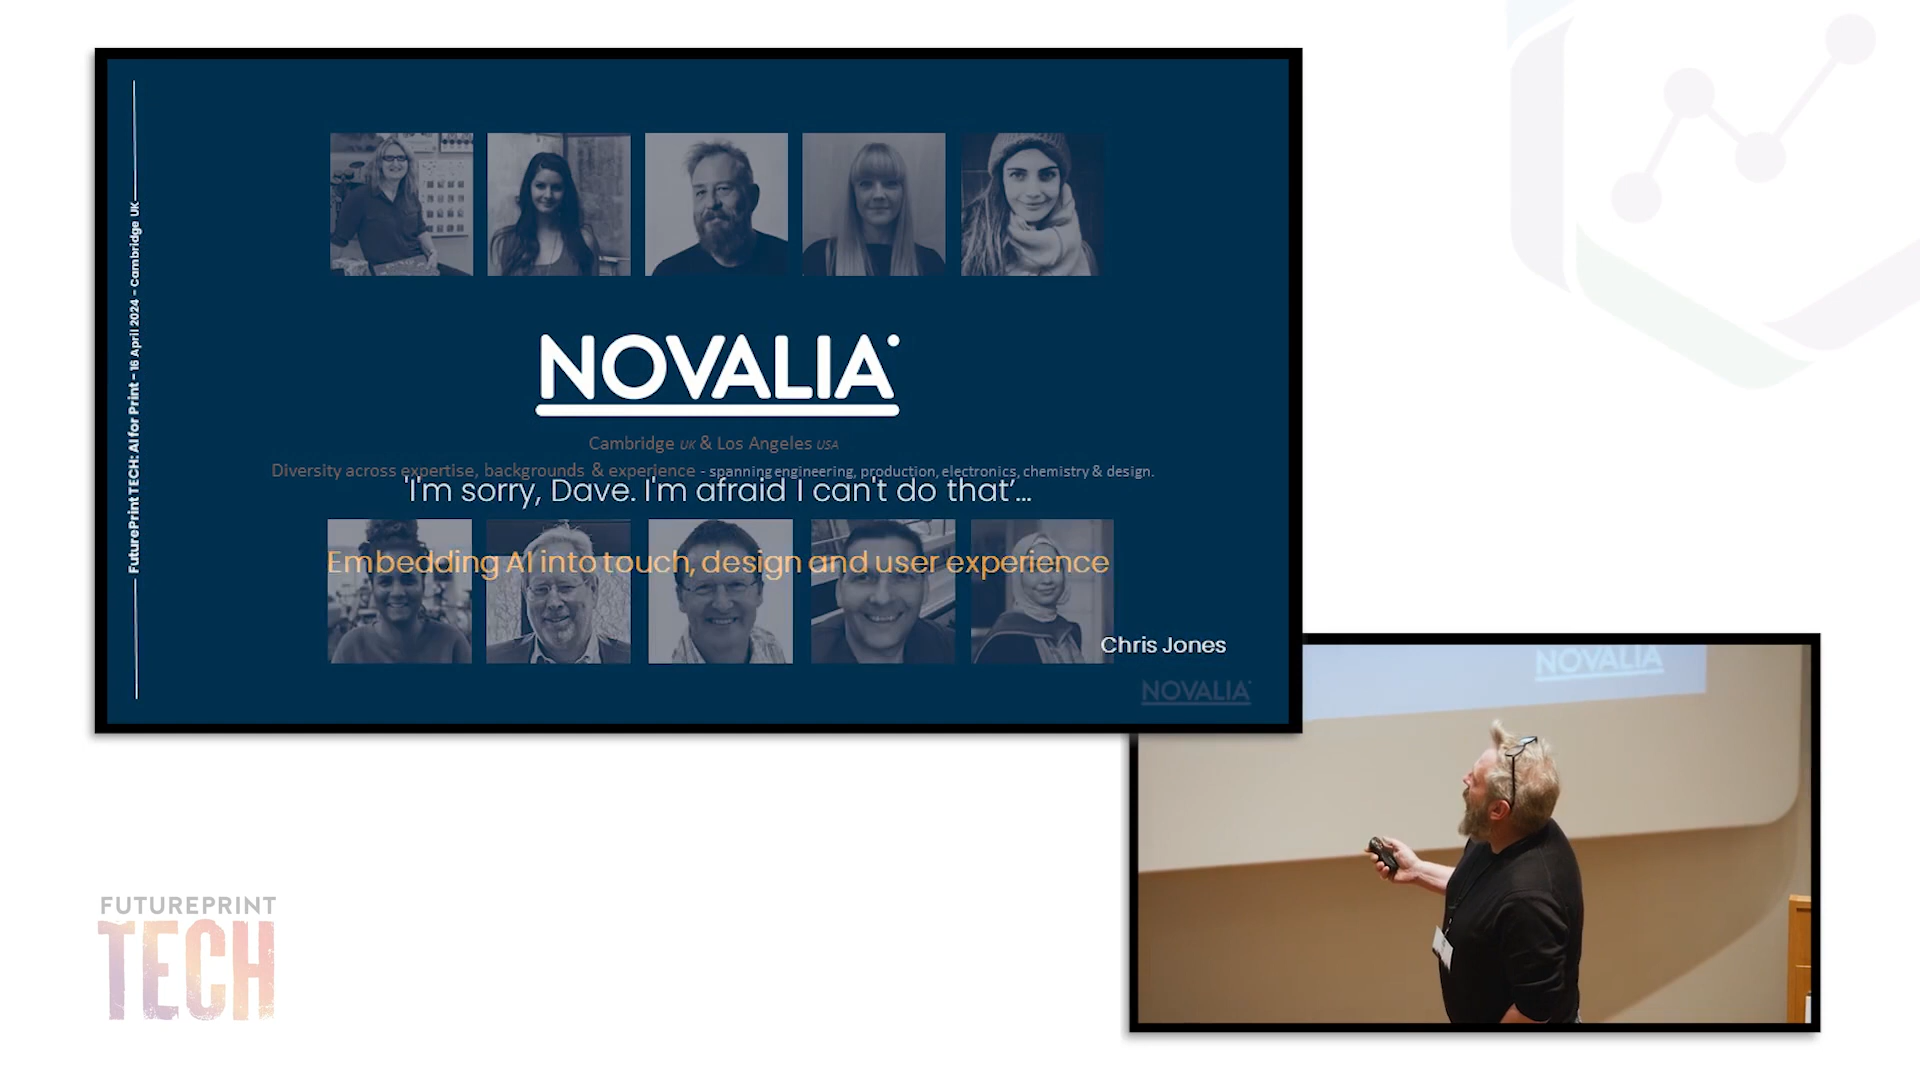 FuturePrint TECH: AI for Print - 16 April 2024 - Cambridge UK
NOVALIA
Cambridge UK & Los Angeles USA
Diversity across expertise, backgrounds & experience - spanning engineering, production, electronics, chemistry & design.
'I'm sorry, Dave. I'm afraid I can't do that'...
Embedding AI into touch, design and user experience
Chris Jones
NOVALIA
NOVALIA
FUTUREPRINT
TECH